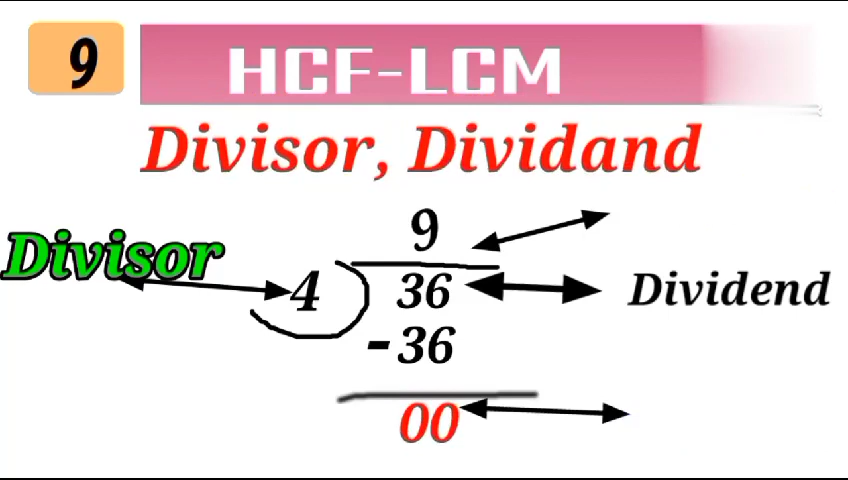 9
HCF-LCM
Divisor, Dividand
9
Divisor
4 36 Dividend
-36
00